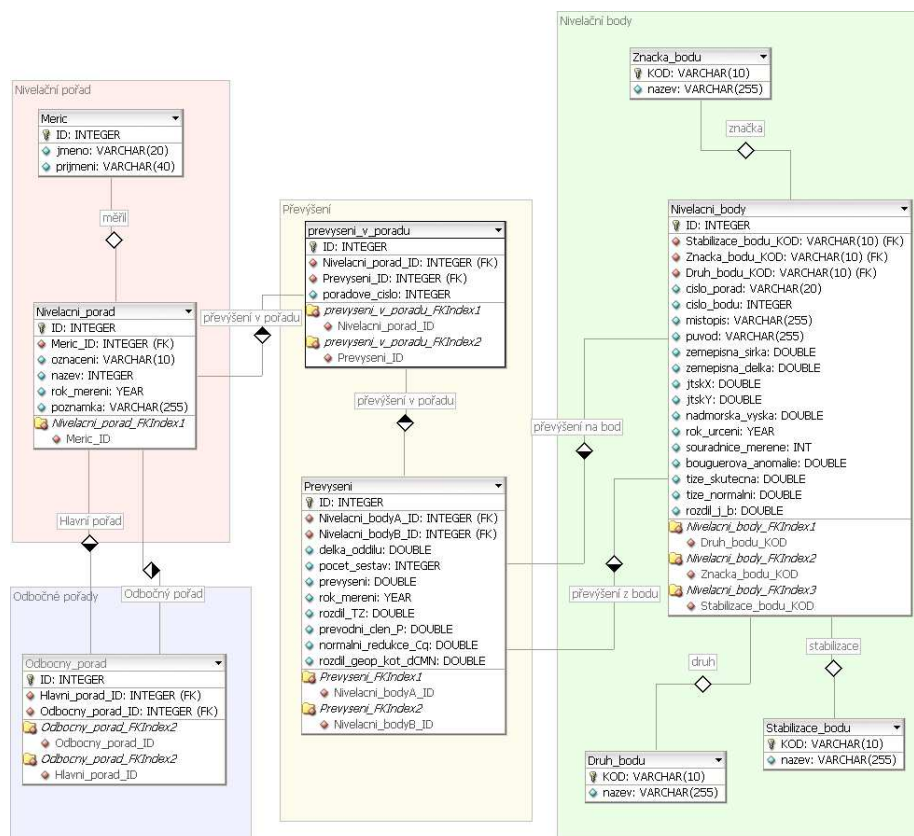 Nivelační pořad
Meric
ID: INTEGER
jmeno: VARCHAR(20)
prijmeni: VARCHAR(40)
měřil
Nivelacni_porad
ID: INTEGER
Meric_ID: INTEGER (FK)
oznaceni: VARCHAR(10)
nazev: INTEGER
rok_mereni: YEAR
poznamka: VARCHAR(255)
Nivelacni_porad_FKIndex1
Meric_ID
Hlavní pořad
Odbočný pořad
Odbočné pořady
Odbocny_porad
ID: INTEGER
Hlavni_porad_ID: INTEGER (FK)
Odbocny_porad_ID: INTEGER (FK)
Odbocny_porad_FKIndex2
Odbocny_porad_ID
Odbocny_porad_FKIndex2
Hlavni_porad_ID
převýšení v pořadu
Převýšení
prevyseni_v_poradu
ID: INTEGER
Nivelacni_porad_ID: INTEGER (FK)
Prevyseni_ID: INTEGER (FK)
poradove_cislo: INTEGER
prevyseni_v_poradu_FKIndex1
Nivelacni_porad_ID
prevyseni_v_poradu_FKIndex2
Prevyseni_ID
převýšení v pořadu
Prevyseni
ID: INTEGER
Nivelacni_bodyA_ID: INTEGER (FK)
Nivelacni_bodyB_ID: INTEGER (FK)
delka_oddilu: DOUBLE
pocet_sestav: INTEGER
prevyseni: DOUBLE
rok_mereni: YEAR
rozdil_TZ: DOUBLE
prevodni_clen_P: DOUBLE
normalni_redukce_Cq: DOUBLE
rozdil_geop_kot_dCMN: DOUBLE
Prevyseni_FKIndex1
Nivelacni_bodyA_ID
Prevyseni_FKIndex2
Nivelacni_bodyB_ID
převýšení na bod
převýšení z bodu
Nivelační body
Znacka_bodu
KOD: VARCHAR(10)
nazev: VARCHAR(255)
značka
Nivelacni_body
ID: INTEGER
Stabilizace_bodu_KOD: VARCHAR(10) (FK)
Znacka_bodu_KOD: VARCHAR(10) (FK)
Druh_bodu_KOD: VARCHAR(10) (FK)
cislo_porad: VARCHAR(20)
cislo_bodu: INTEGER
mistopis: VARCHAR(255)
puvod: VARCHAR(255)
zemepisna_sirka: DOUBLE
zemepisna_delka: DOUBLE
jtskX: DOUBLE
jtskY: DOUBLE
nadmorska_vyska: DOUBLE
rok_urceni: YEAR
souradnice_merene: INT
bouguerova_anomalie: DOUBLE
tize_skutecna: DOUBLE
tize_normalni: DOUBLE
rozdil_j_b: DOUBLE
Nivelacni_body_FKIndex1
Druh_bodu_KOD
Nivelacni_body_FKIndex2
Znacka_bodu_KOD
Nivelacni_body_FKIndex3
Stabilizace_bodu_KOD
druh
stabilizace
Druh_bodu
KOD: VARCHAR(10)
nazev: VARCHAR(255)
Stabilizace_bodu
KOD: VARCHAR(10)
nazev: VARCHAR(255)